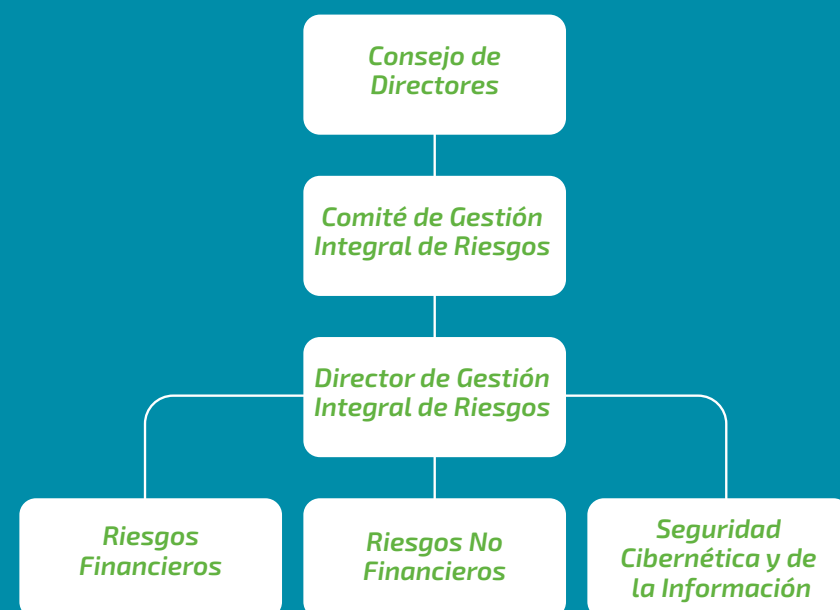 Consejo de
Directores
Comité de Gestión
Integral de Riesgos
Director de Gestión
Integral de Riesgos
Riesgos
Financieros
Riesgos No
Financieros
Seguridad
Cibernética y de
la Información